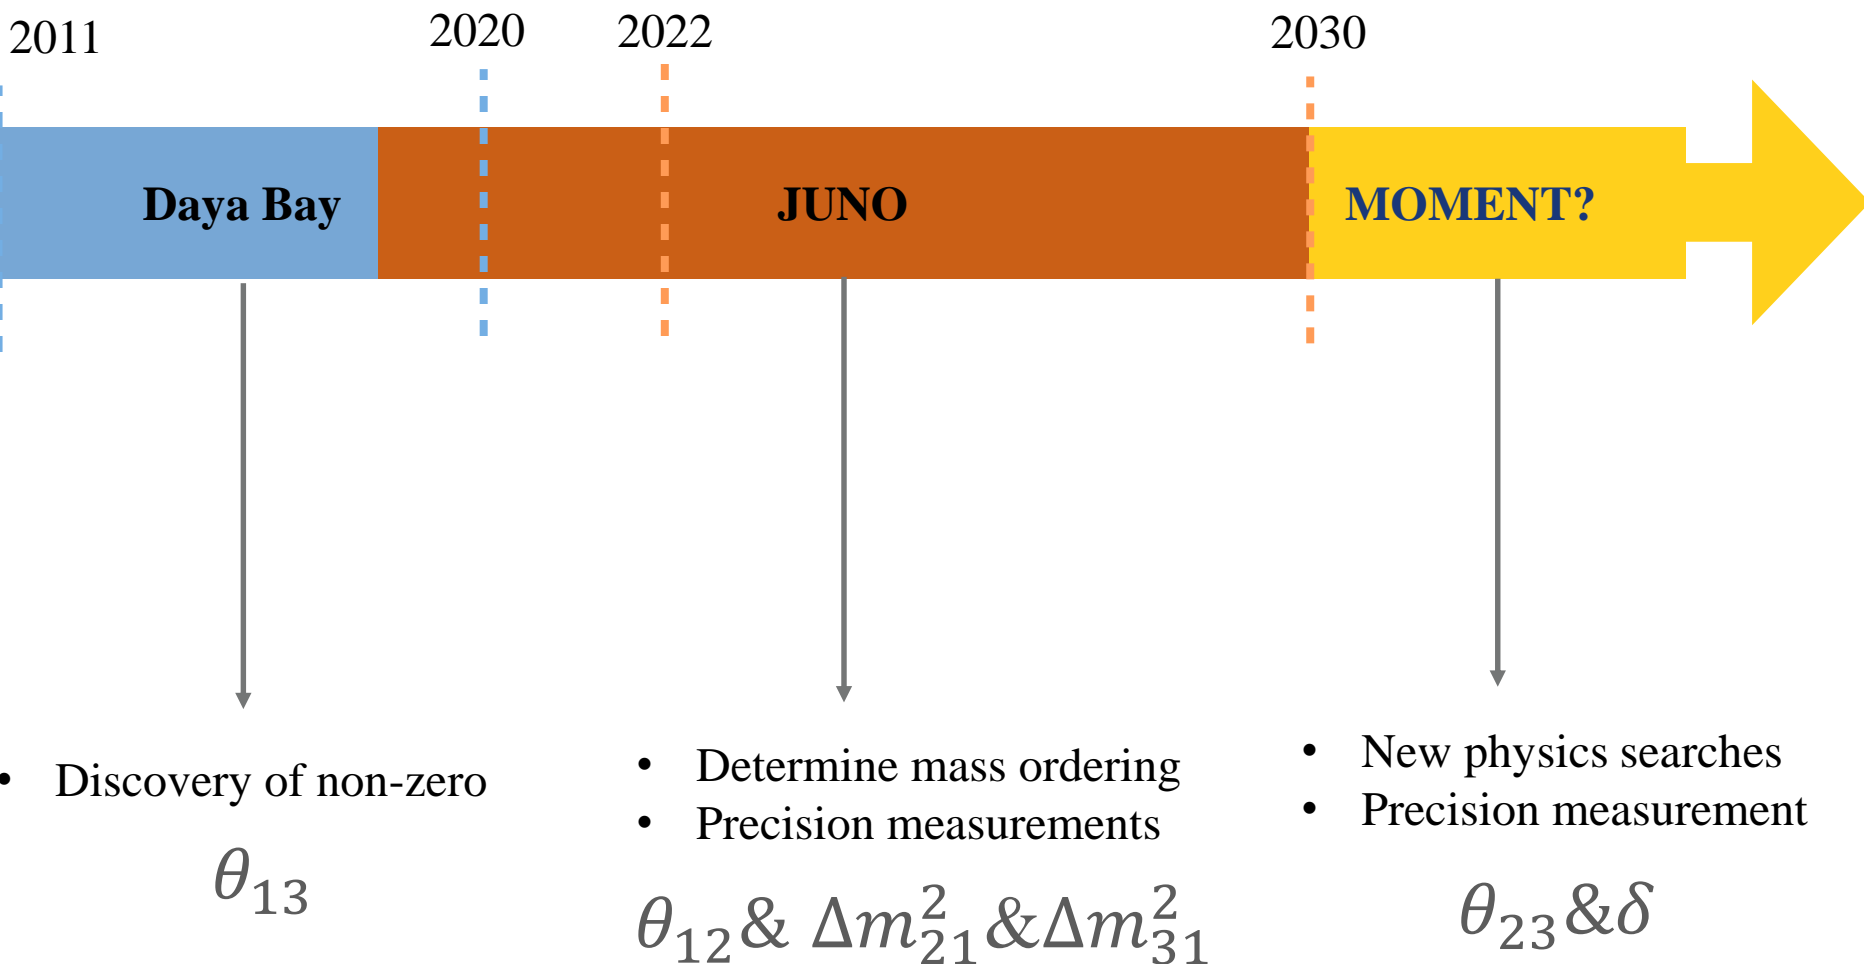 2011
2020
2022
2030
Daya Bay
JUNO
MOMENT?
• Discovery of non-zero
θ₁₃
• Determine mass ordering
• Precision measurements
θ₁₂& Δm²₂₁&Δm²₃₁
• New physics searches
• Precision measurement
θ₂₃&δ